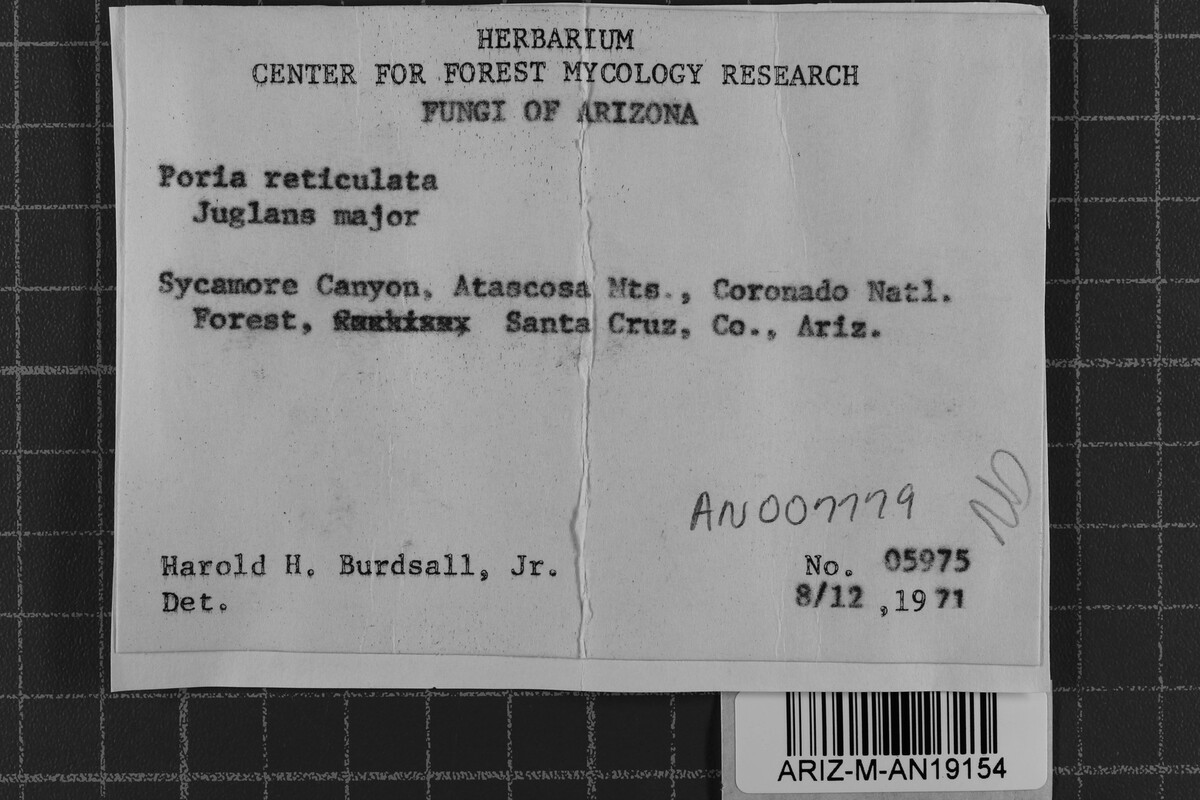 HERBARIUM
CENTER FOR FOREST MYCOLOGY RESEARCH
FUNGI OF ARIZONA
Poria reticulata
Juglans major
Sycamore Canyon, Atascosa Mts., Coronado Natl.
Forest, Santa Cruz, Co., Ariz.
AN007779
ND
Harold H. Burdsall, Jr.
No. 05975
Det.
8/12 ,1971
ARIZ-M-AN19154